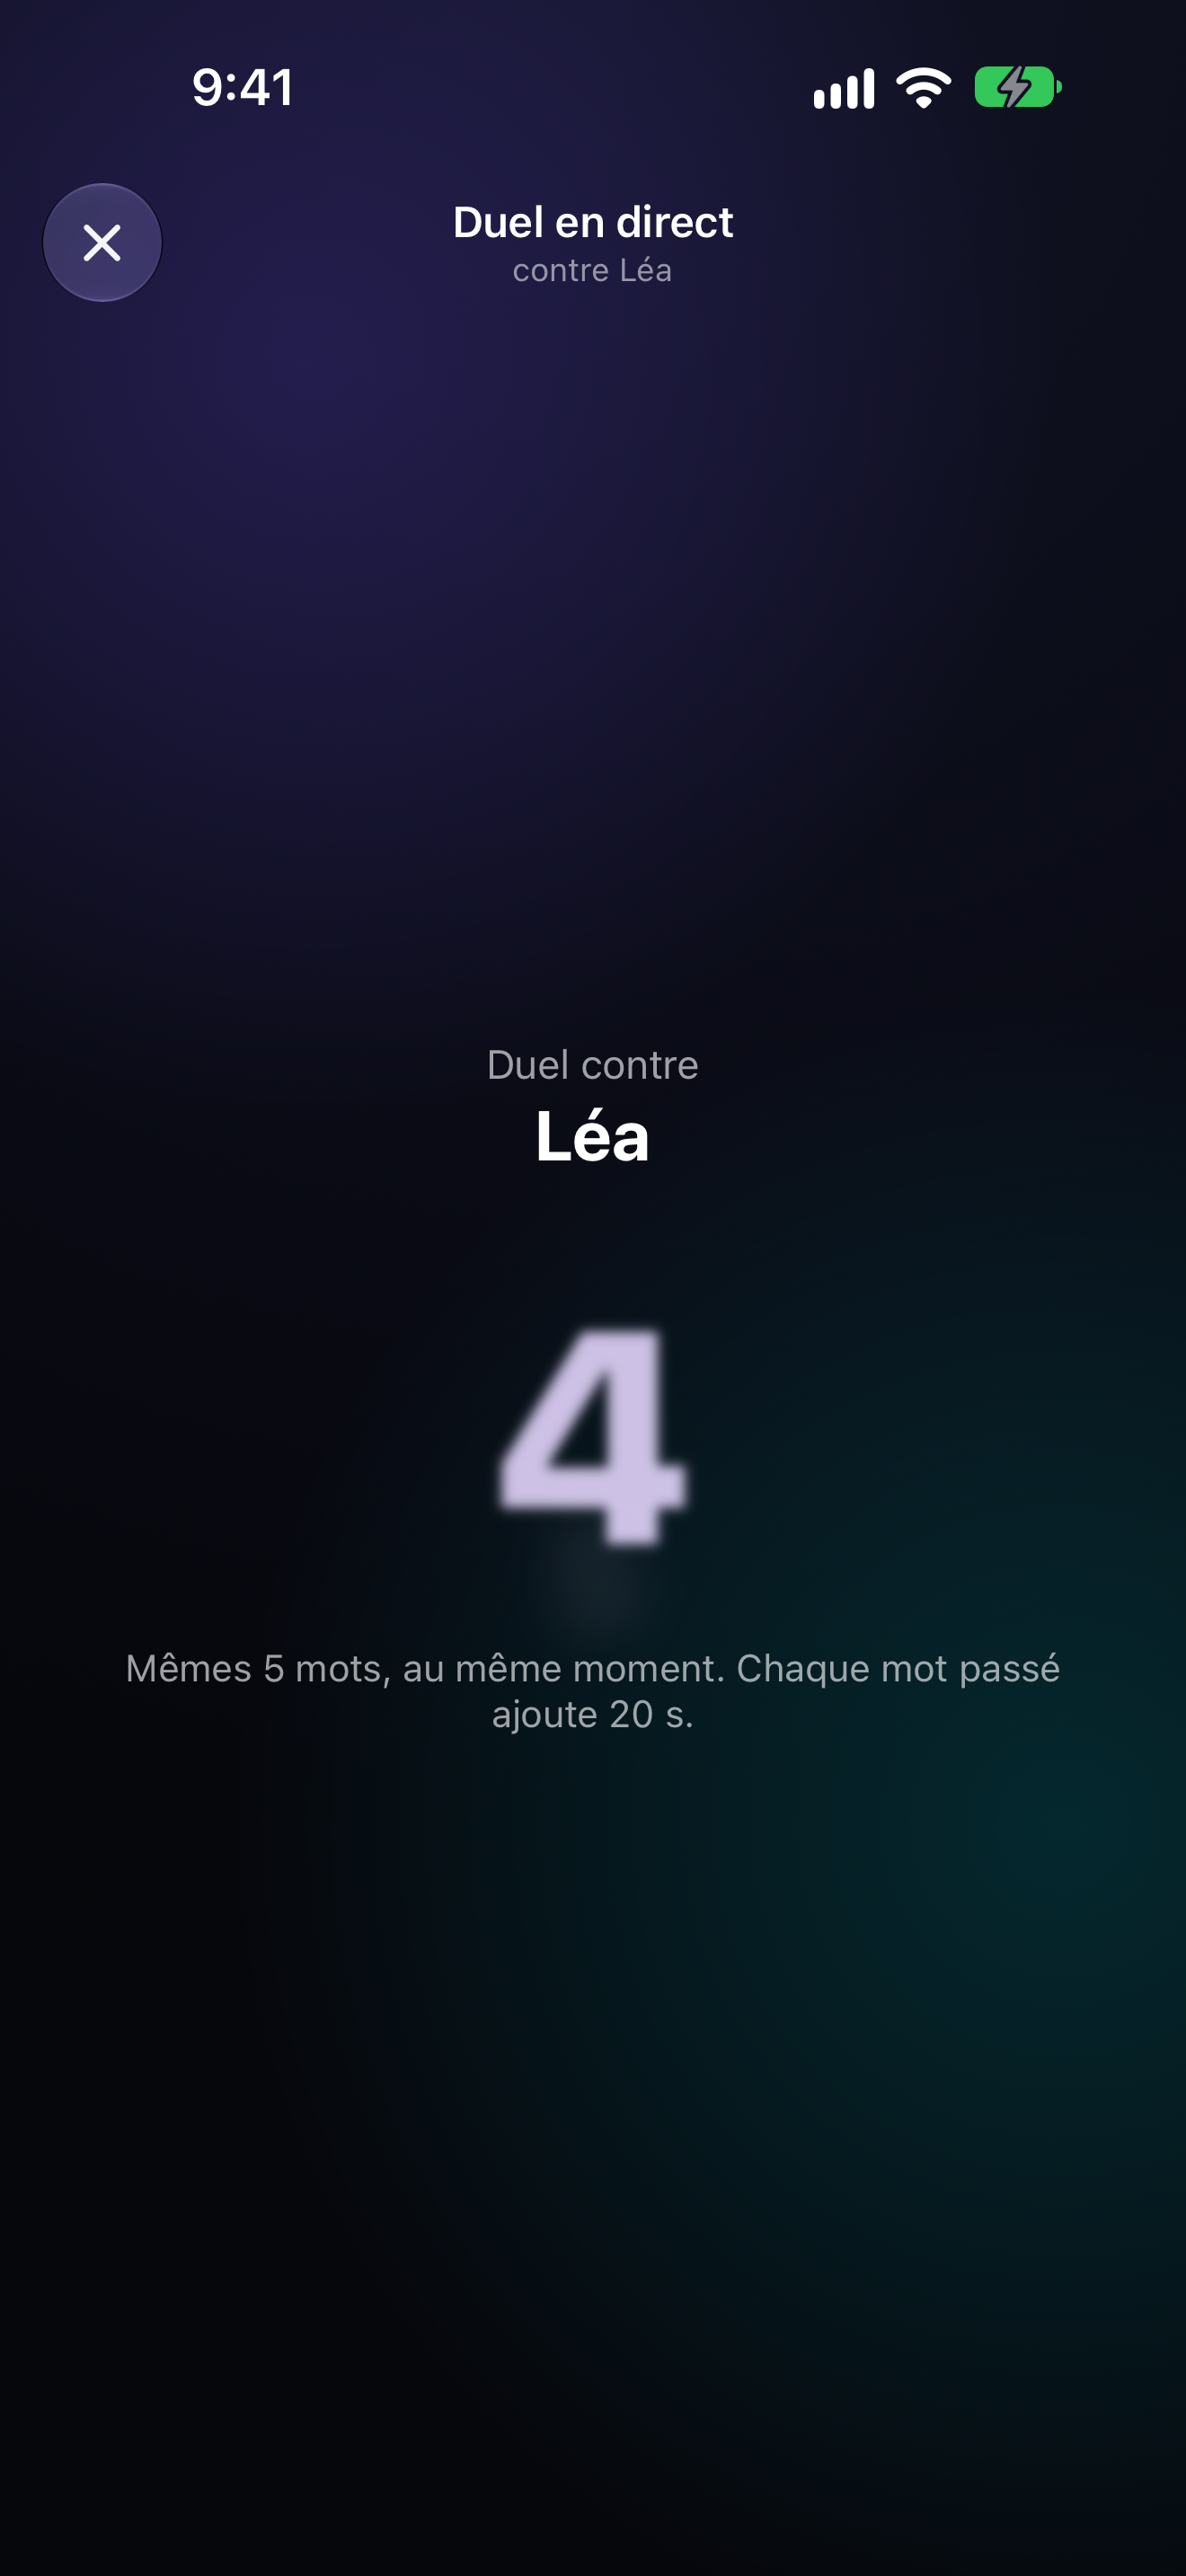 9:41
Duel en direct
contre Léa
Duel contre
Léa
4
Mêmes 5 mots, au même moment. Chaque mot passé
ajoute 20 s.